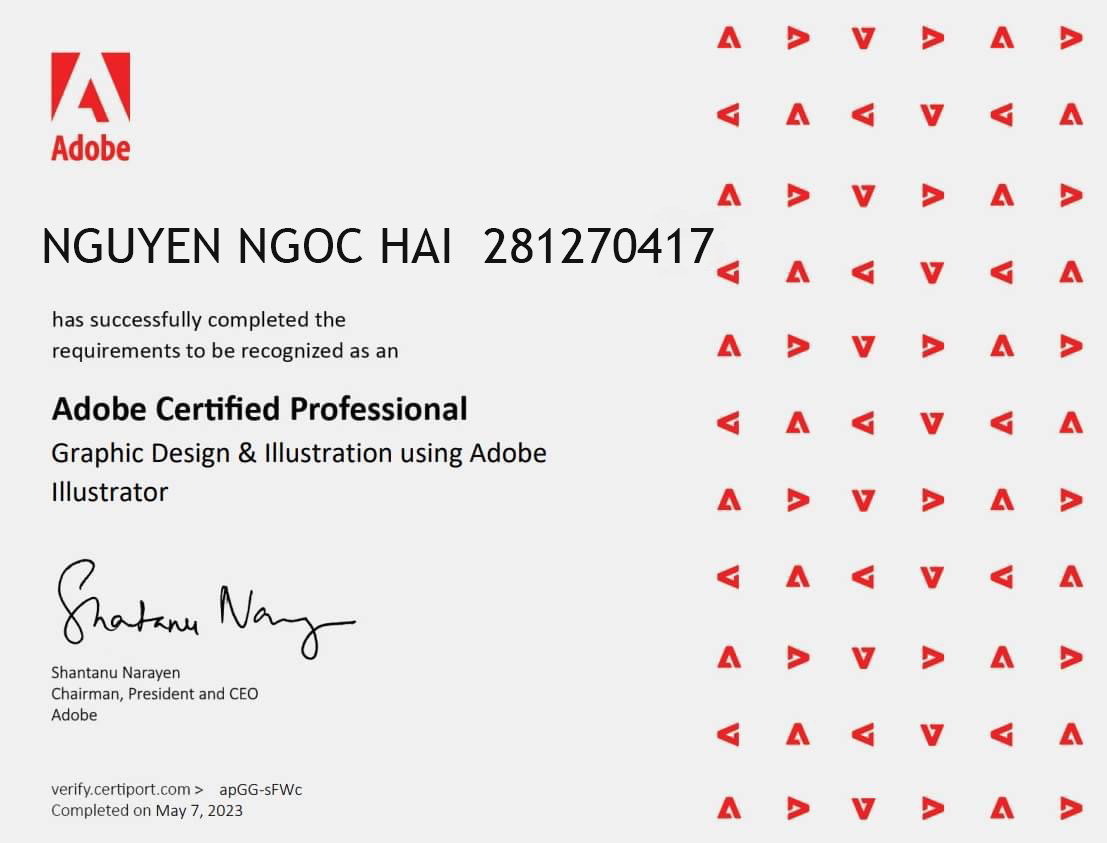 Adobe
NGUYEN NGOC HAI 281270417
has successfully completed the
requirements to be recognized as an
Adobe Certified Professional
Graphic Design & Illustration using Adobe
Illustrator
Shantanu Naray
Shantanu Narayen
Chairman, President and CEO
Adobe
verify.certiport.com > apGG-sFWc
Completed on May 7, 2023